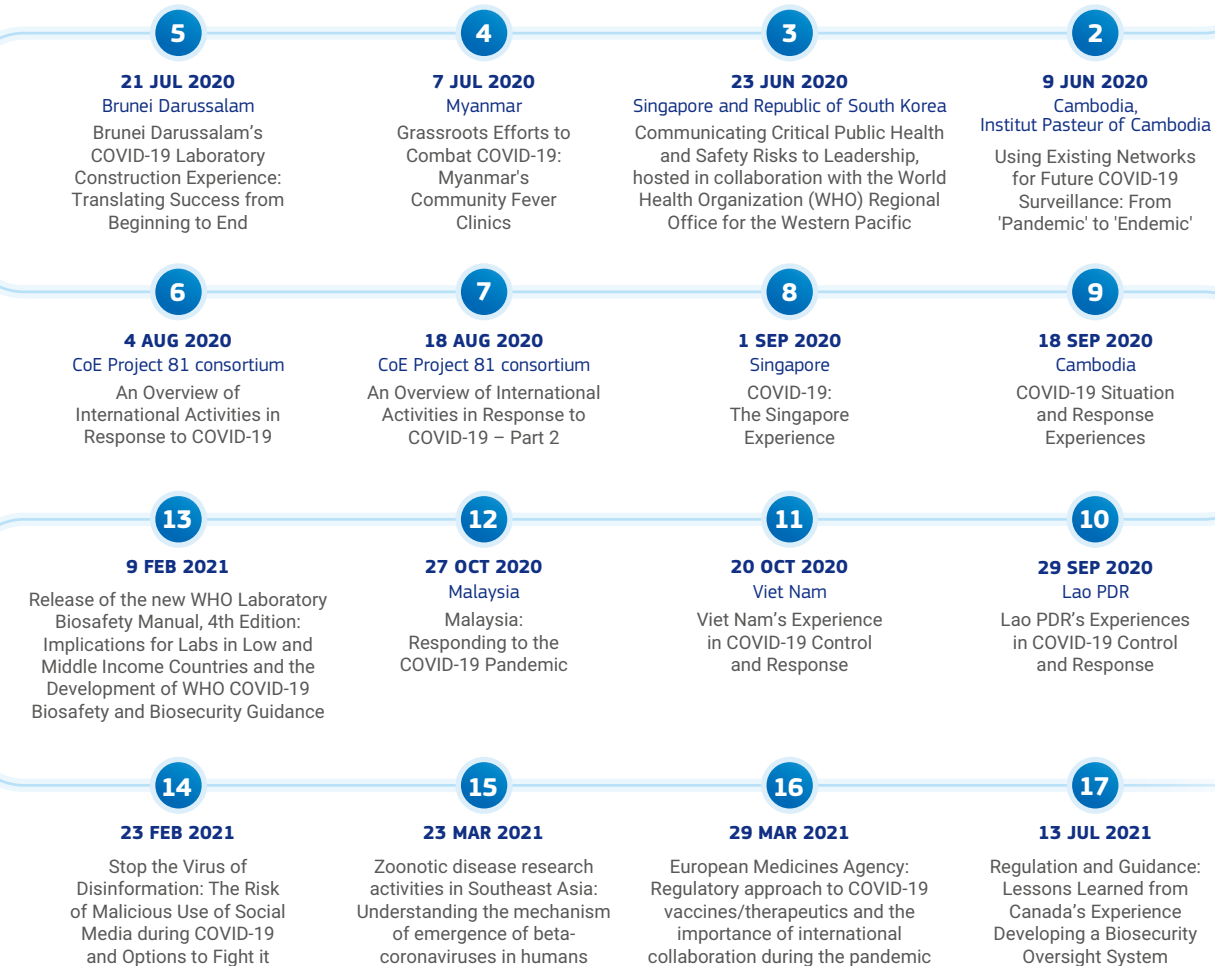 5
21 JUL 2020
Brunei Darussalam
Brunei Darussalam’s
COVID-19 Laboratory
Construction Experience:
Translating Success from
Beginning to End
4
7 JUL 2020
Myanmar
Grassroots Efforts to
Combat COVID-19:
Myanmar's
Community Fever
Clinics
3
23 JUN 2020
Singapore and Republic of South Korea
Communicating Critical Public Health
and Safety Risks to Leadership,
hosted in collaboration with the World
Health Organization (WHO) Regional
Office for the Western Pacific
2
9 JUN 2020
Cambodia,
Institut Pasteur of Cambodia
Using Existing Networks
for Future COVID-19
Surveillance: From
'Pandemic' to 'Endemic'
6
4 AUG 2020
CoE Project 81 consortium
An Overview of
International Activities in
Response to COVID-19
7
18 AUG 2020
CoE Project 81 consortium
An Overview of International
Activities in Response to
COVID-19 – Part 2
8
1 SEP 2020
Singapore
COVID-19:
The Singapore
Experience
9
18 SEP 2020
Cambodia
COVID-19 Situation
and Response
Experiences
13
9 FEB 2021
Release of the new WHO Laboratory
Biosafety Manual, 4th Edition:
Implications for Labs in Low and
Middle Income Countries and the
Development of WHO COVID-19
Biosafety and Biosecurity Guidance
12
27 OCT 2020
Malaysia
Malaysia:
Responding to the
COVID-19 Pandemic
11
20 OCT 2020
Viet Nam
Viet Nam’s Experience
in COVID-19 Control
and Response
10
29 SEP 2020
Lao PDR
Lao PDR’s Experiences
in COVID-19 Control
and Response
14
23 FEB 2021
Stop the Virus of
Disinformation: The Risk
of Malicious Use of Social
Media during COVID-19
and Options to Fight it
15
23 MAR 2021
Zoonotic disease research
activities in Southeast Asia:
Understanding the mechanism
of emergence of beta-
coronaviruses in humans
16
29 MAR 2021
European Medicines Agency:
Regulatory approach to COVID-19
vaccines/therapeutics and the
importance of international
collaboration during the pandemic
17
13 JUL 2021
Regulation and Guidance:
Lessons Learned from
Canada’s Experience
Developing a Biosecurity
Oversight System